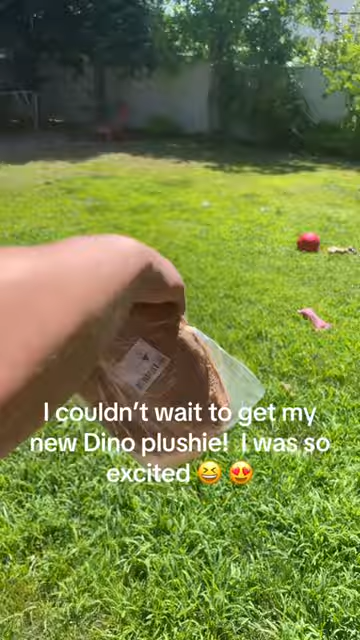 I couldn't wait to get my
new Dino plushie!  I was so
excited 😆 😍